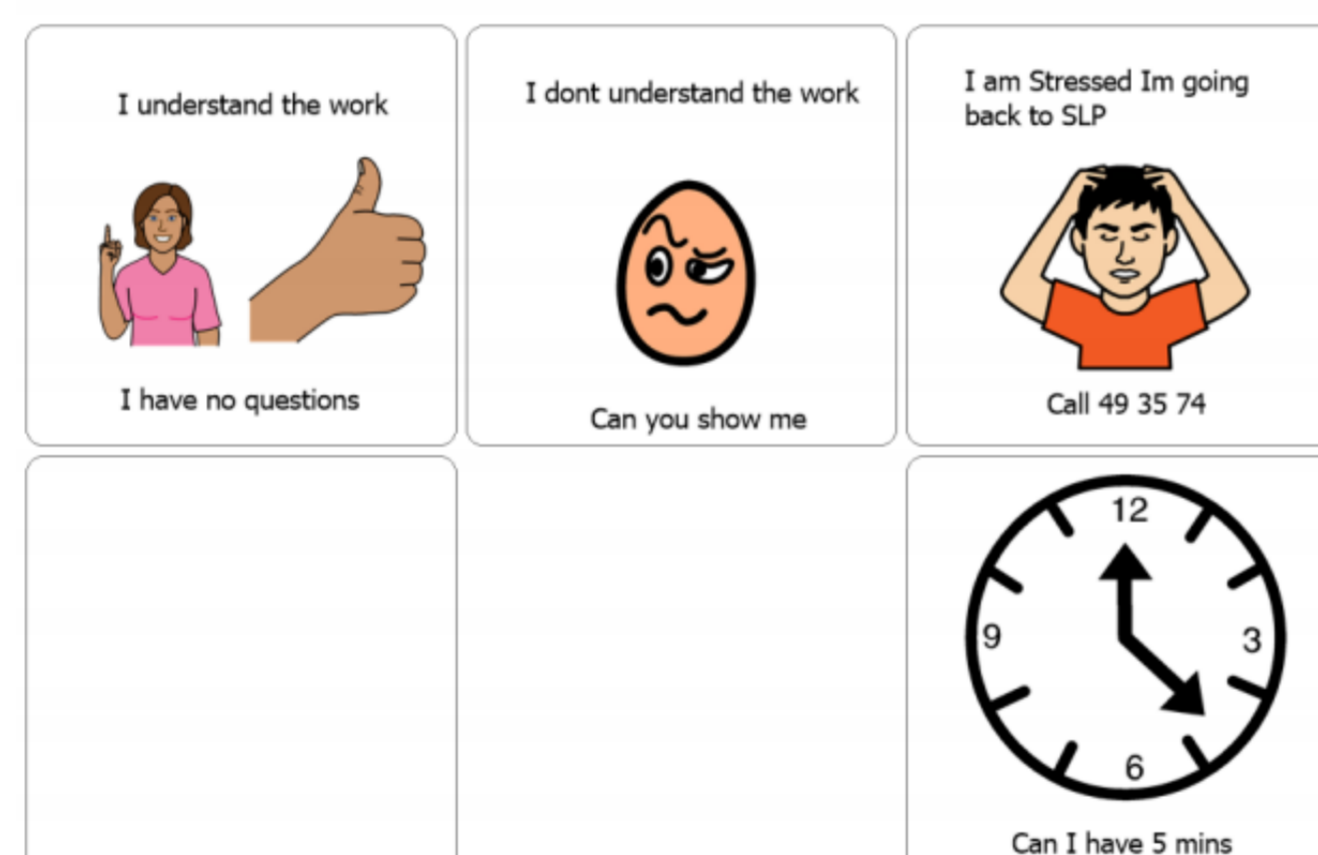 I understand the work
I have no questions
I dont understand the work
Can you show me
I am Stressed Im going
back to SLP
Call 49 35 74
12
9
3
6
Can I have 5 mins